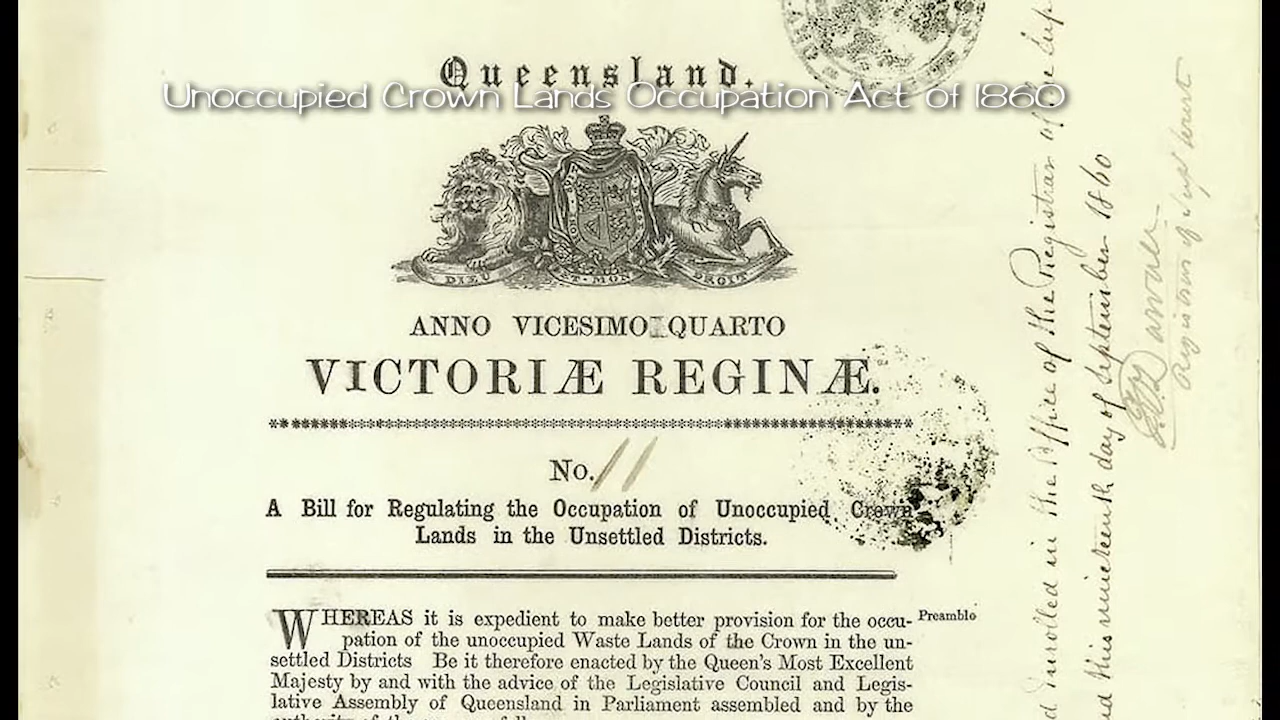 Queensland.
Unoccupied Crown Lands Occupation Act of 1860
DIEU ET MON DROIT
ANNO VICESIMO QUARTO
VICTORIÆ REGINÆ.
No. 11
A Bill for Regulating the Occupation of Unoccupied Crown
Lands in the Unsettled Districts.
WHEREAS it is expedient to make better provision for the occu-
Preamble
pation of the unoccupied Waste Lands of the Crown in the un-
settled Districts Be it therefore enacted by the Queen's Most Excellent
Majesty by and with the advice of the Legislative Council and Legis-
lative Assembly of Queensland in Parliament assembled and by the
inrolled in the Office of the Registrar of the Sup
this nineteenth day of September 1860
Registrar of Sup Court